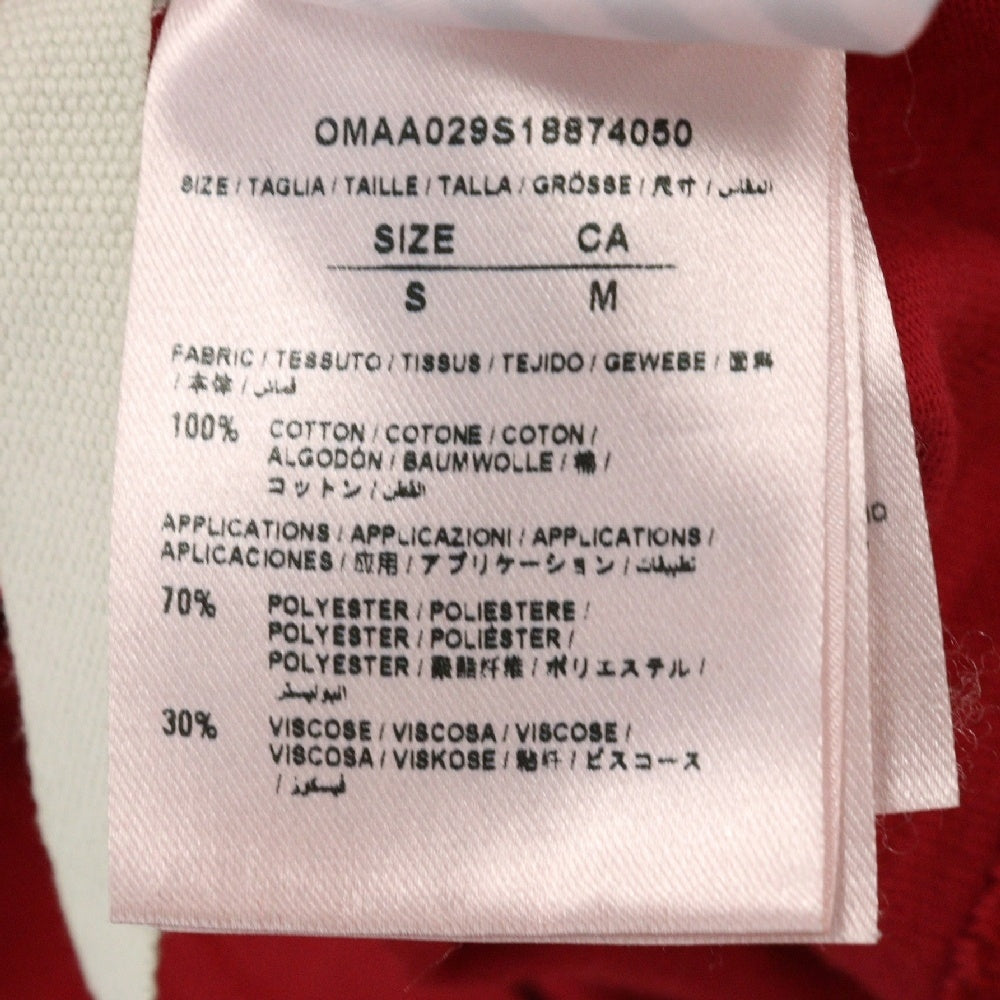 OMAA029S18874050
SIZE / TAGLIA / TAILLE / TALLA / GRÖSSE / 尺寸 / المقاس
SIZE CA
S M
FABRIC / TESSUTO / TISSUS / TEJIDO / GEWEBE / 面料
/ 本体 / قماش
100% COTTON / COTONE / COTON /
ALGODÓN / BAUMWOLLE / 棉 /
コットン / القطن
APPLICATIONS / APPLICAZIONI / APPLICATIONS /
APLICACIONES / 应用 / アプリケーション / تطبيقات
70% POLYESTER / POLIESTERE /
POLYESTER / POLIÉSTER /
POLYESTER / 聚酯纤维 / ポリエステル /
البوليستر
30% VISCOSE / VISCOSA / VISCOSE /
VISCOSA / VISKOSE / 黏纤 / ビスコース
/ فيسكوز